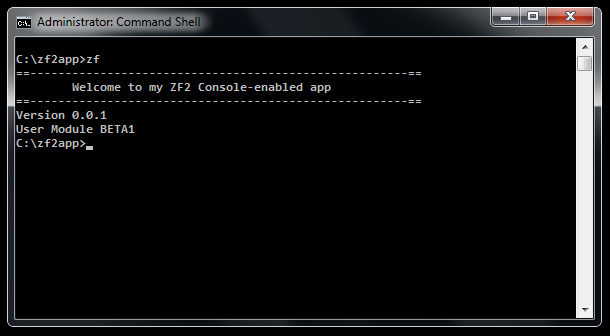 Administrator: Command Shell
C:\zf2app>zf
==------------------------------------------------------==
Welcome to my ZF2 Console-enabled app
==------------------------------------------------------==
Version 0.0.1
User Module BETA1
C:\zf2app>_